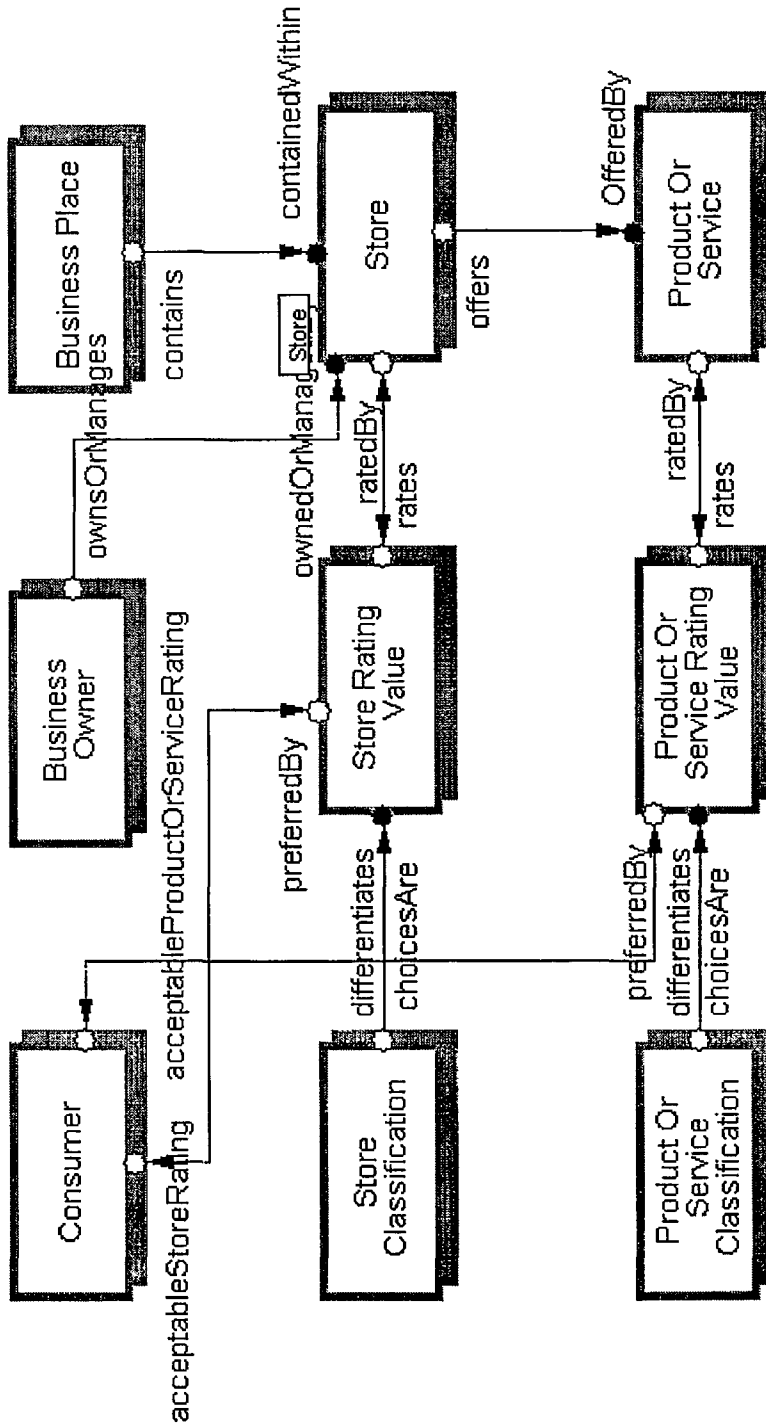 Consumer
Business
Owner
Business Place
acceptableStoreRating
acceptableProductOrServiceRating
ownsOrManages
contains
preferredBy
ownedOrManag
Store
containedWithin
Store
Classification
differentiates
choicesAre
Store Rating
Value
ratedBy
rates
Store
offers
preferredBy
differentiates
choicesAre
OfferedBy
Product Or
Service
Classification
Product Or
Service Rating
Value
ratedBy
rates
Product Or
Service